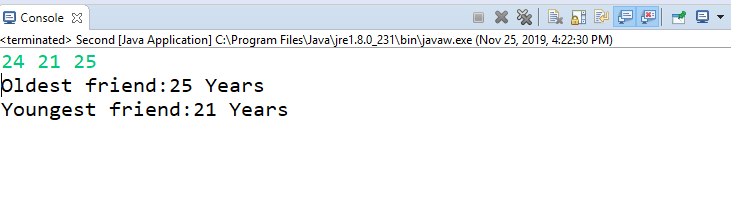 Console
<terminated> Second [Java Application] C:\Program Files\Java\jre1.8.0_231\bin\javaw.exe (Nov 25, 2019, 4:22:30 PM)
24 21 25
Oldest friend:25 Years
Youngest friend:21 Years